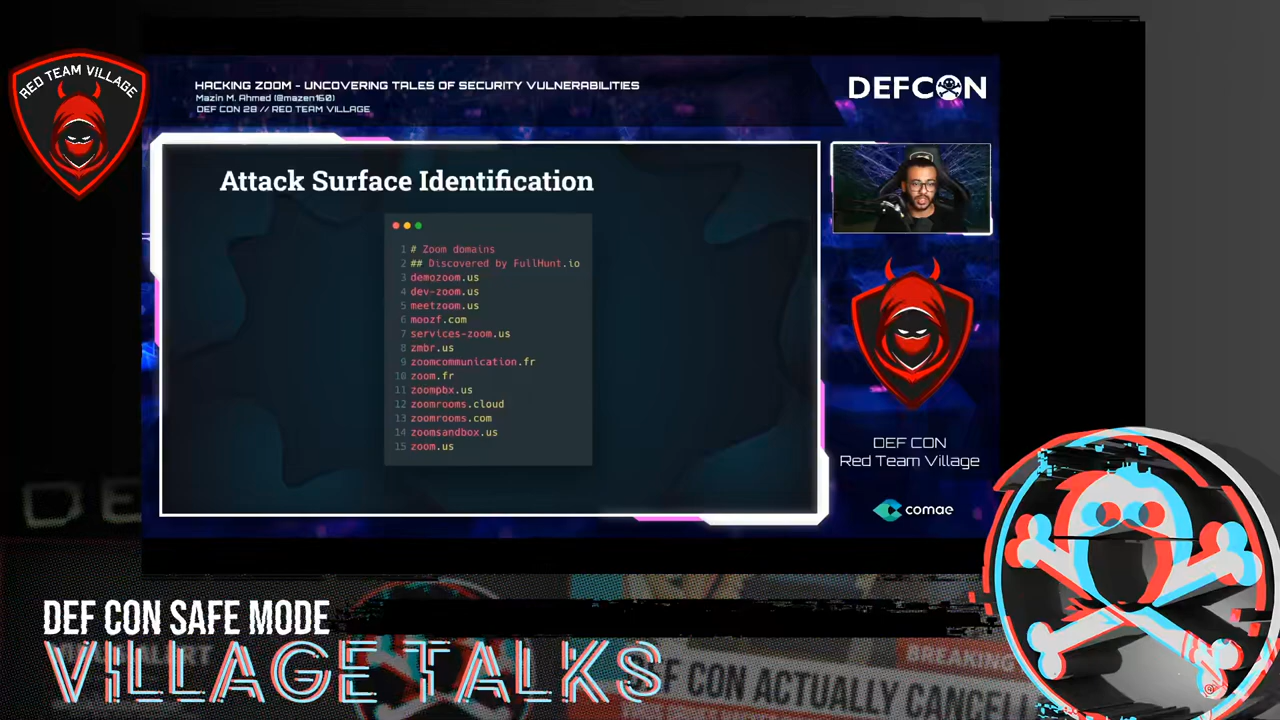 RED TEAM VILLAGE
HACKING ZOOM - UNCOVERING TALES OF SECURITY VULNERABILITIES
Mazin M. Ahmed (@mazen160)
DEF CON 28 // RED TEAM VILLAGE
DEFCON
Attack Surface Identification
1 # Zoom domains
2 ## Discovered by FullHunt.io
3 demozoom.us
4 dev-zoom.us
5 meetzoom.us
6 moozf.com
7 services-zoom.us
8 zmbr.us
9 zoomcommunication.fr
10 zoom.fr
11 zoompbx.us
12 zoomrooms.cloud
13 zoomrooms.com
14 zoomsandbox.us
15 zoom.us
DEF CON
Red Team Village
comae
DE
DEF CON SAFE MODE
VILLAGE TALKS
BREAKING
DEF CON ACTUALLY CANCELL